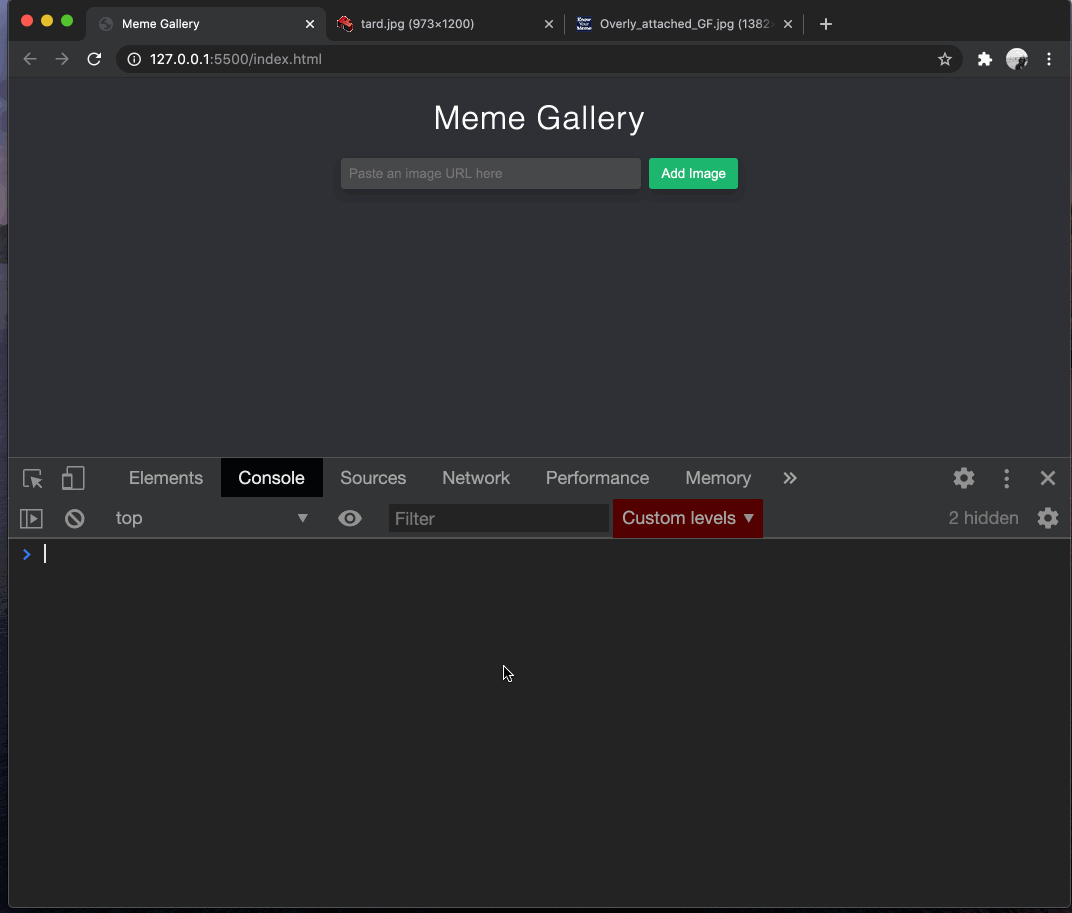 Meme Gallery
tard.jpg (973×1200)
Overly_attached_GF.jpg (1382
127.0.0.1:5500/index.html
Meme Gallery
Paste an image URL here
Add Image
Elements Console Sources Network Performance Memory
top Filter Custom levels 2 hidden